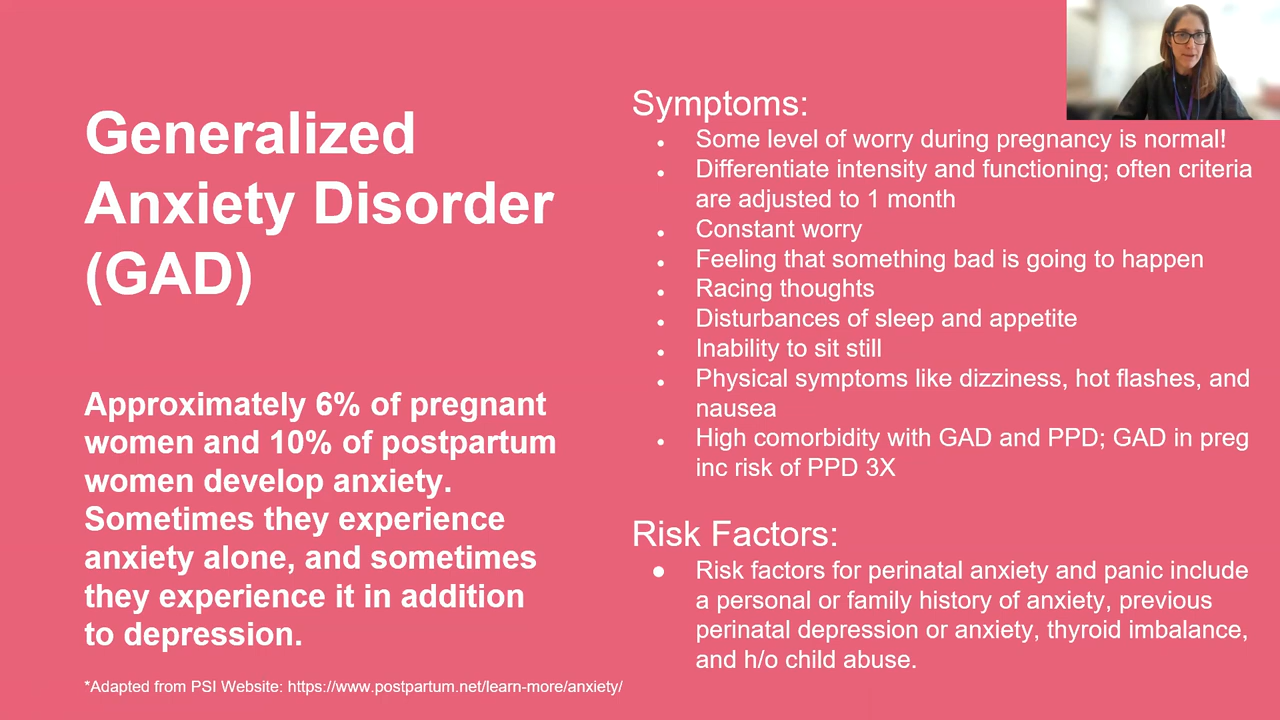 Generalized
Anxiety Disorder
(GAD)
Approximately 6% of pregnant
women and 10% of postpartum
women develop anxiety.
Sometimes they experience
anxiety alone, and sometimes
they experience it in addition
to depression.
*Adapted from PSI Website: https://www.postpartum.net/learn-more/anxiety/
Symptoms:
• Some level of worry during pregnancy is normal!
• Differentiate intensity and functioning; often criteria
are adjusted to 1 month
• Constant worry
• Feeling that something bad is going to happen
• Racing thoughts
• Disturbances of sleep and appetite
• Inability to sit still
• Physical symptoms like dizziness, hot flashes, and
nausea
• High comorbidity with GAD and PPD; GAD in preg
inc risk of PPD 3X
Risk Factors:
• Risk factors for perinatal anxiety and panic include
a personal or family history of anxiety, previous
perinatal depression or anxiety, thyroid imbalance,
and h/o child abuse.